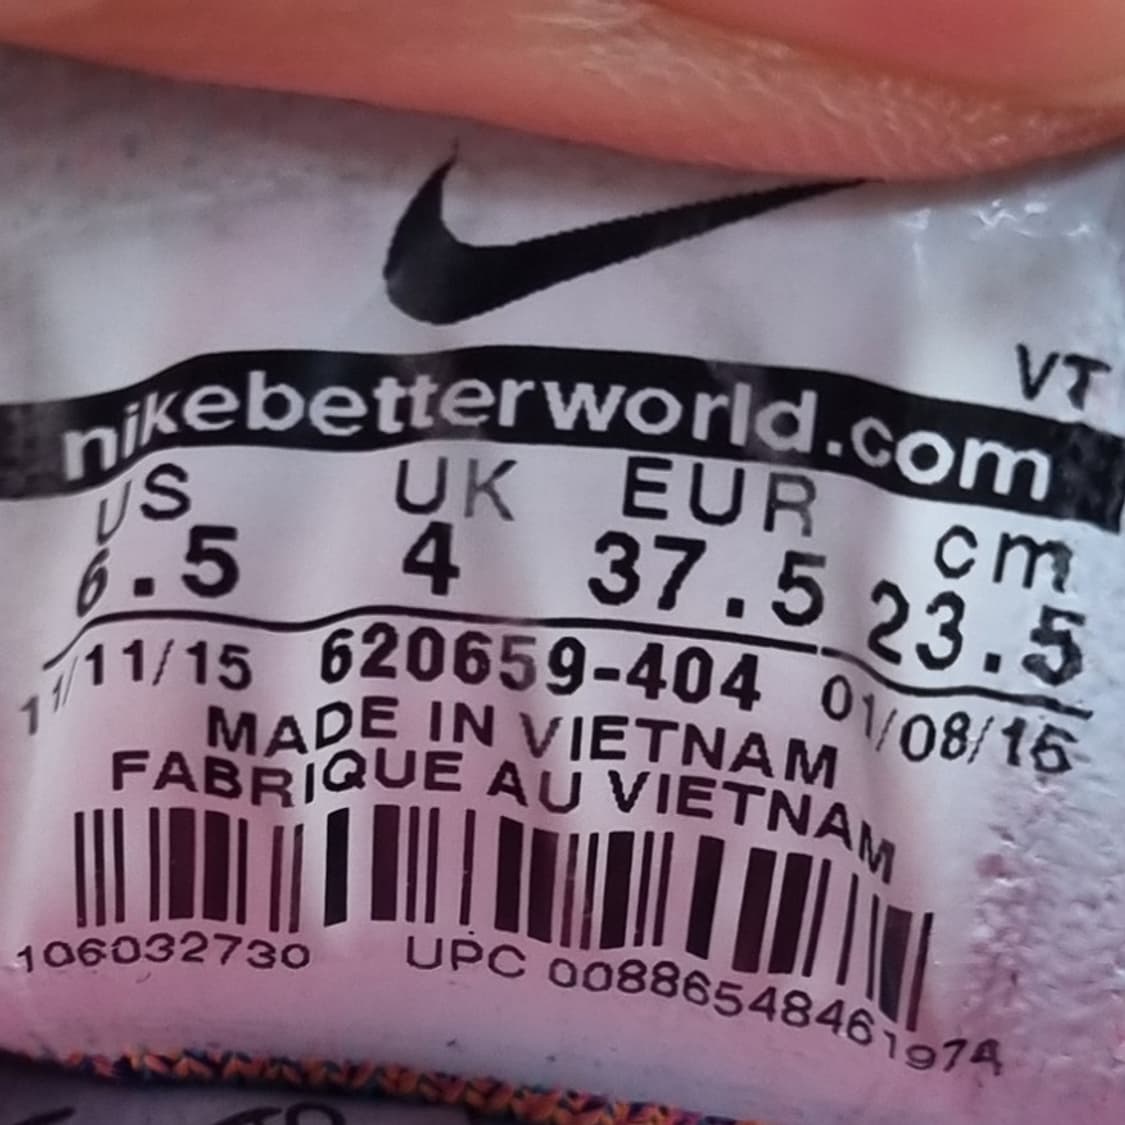 VT
nikebetterworld.com
US UK EUR cm
6.5 4 37.5 23.5
11/11/15 620659-404 01/08/16
MADE IN VIETNAM
FABRIQUE AU VIETNAM
106032730 UPC 00886548461974